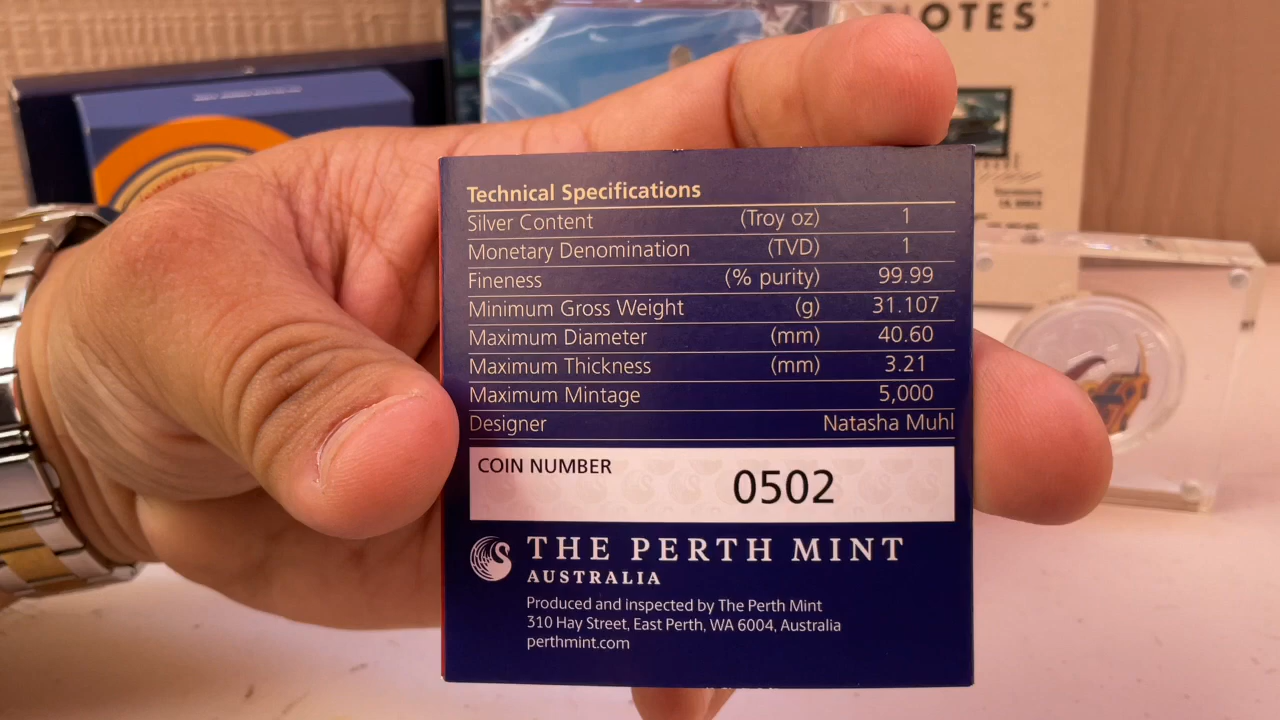 NOTES
Technical Specifications
Silver Content (Troy oz) 1
Monetary Denomination (TVD) 1
Fineness (% purity) 99.99
Minimum Gross Weight (g) 31.107
Maximum Diameter (mm) 40.60
Maximum Thickness (mm) 3.21
Maximum Mintage 5,000
Designer Natasha Muhl
COIN NUMBER 0502
THE PERTH MINT
AUSTRALIA
Produced and inspected by The Perth Mint
310 Hay Street, East Perth, WA 6004, Australia
perthmint.com